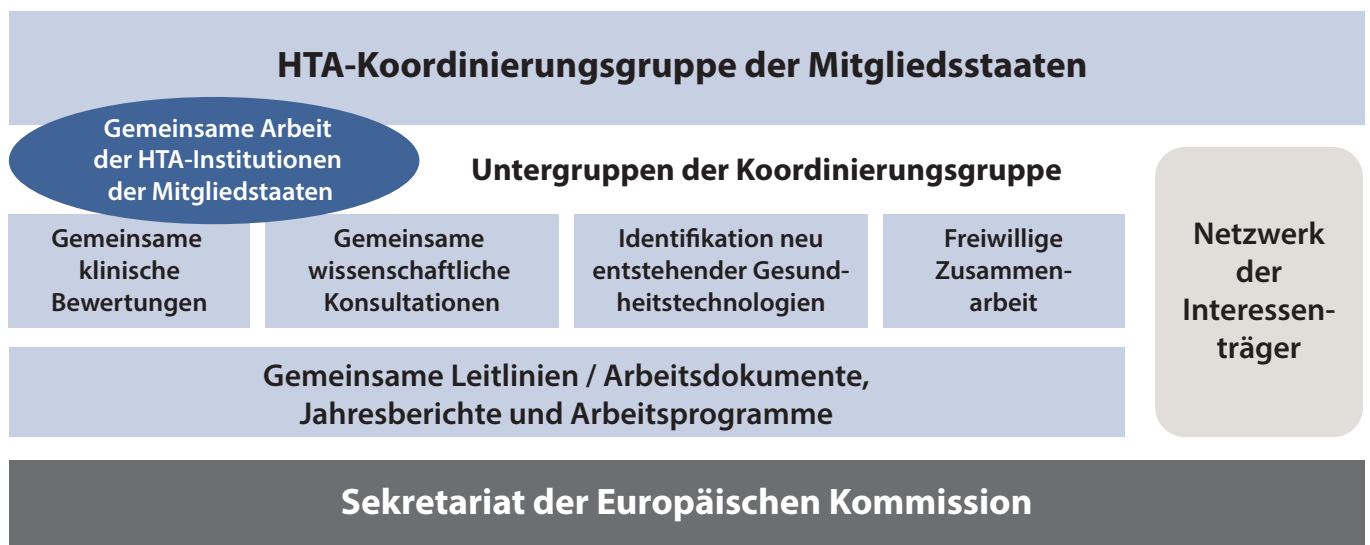 HTA-Koordinierungsgruppe der Mitgliedsstaaten
Gemeinsame Arbeit
der HTA-Institutionen
der Mitgliedstaaten
Untergruppen der Koordinierungsgruppe
Gemeinsame
klinische
Bewertungen
Gemeinsame
wissenschaftliche
Konsultationen
Identifikation neu
entstehender Gesund-
heitstechnologien
Freiwillige
Zusammen-
arbeit
Netzwerk
der
Interessen-
träger
Gemeinsame Leitlinien / Arbeitsdokumente,
Jahresberichte und Arbeitsprogramme
Sekretariat der Europäischen Kommission